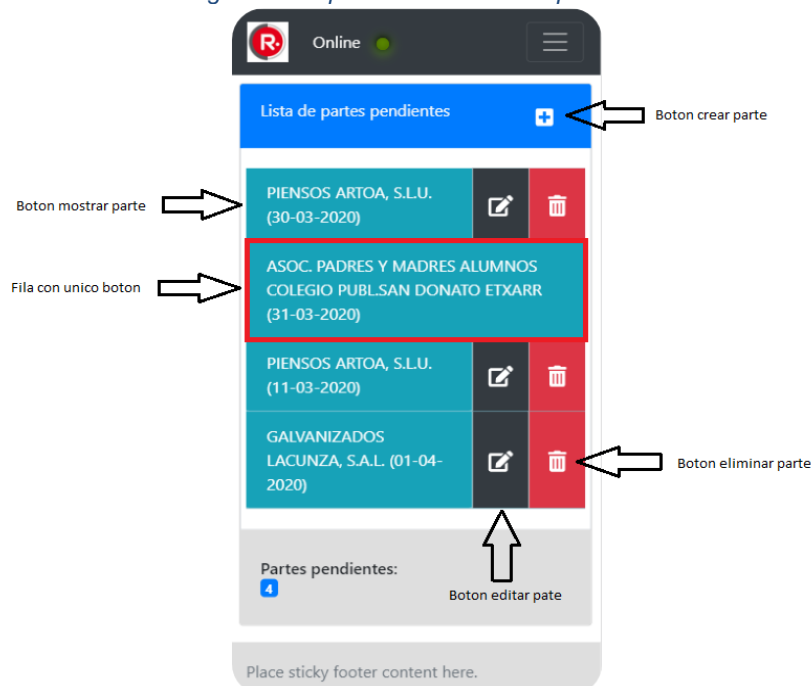 Online
Lista de partes pendientes
Boton crear parte
PIENSOS ARTOA, S.L.U.
(30-03-2020)
Boton mostrar parte
ASOC. PADRES Y MADRES ALUMNOS
COLEGIO PUBL.SAN DONATO ETXARR
(31-03-2020)
Fila con unico boton
PIENSOS ARTOA, S.L.U.
(11-03-2020)
GALVANIZADOS
LACUNZA, S.A.L. (01-04-
2020)
Boton eliminar parte
Partes pendientes:
4
Boton editar pate
Place sticky footer content here.